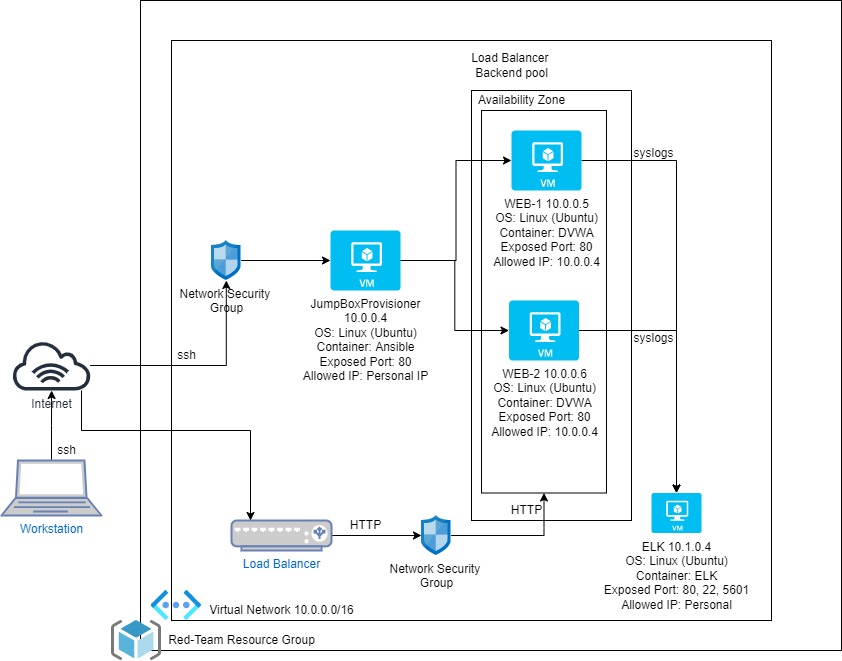 Load Balancer
Backend pool
Availability Zone
VM
WEB-1 10.0.0.5
OS: Linux (Ubuntu)
Container: DVWA
Exposed Port: 80
Allowed IP: 10.0.0.4
syslogs
Network Security
Group
VM
JumpBoxProvisioner
10.0.0.4
OS: Linux (Ubuntu)
Container: Ansible
Exposed Port: 80
Allowed IP: Personal IP
VM
WEB-2 10.0.0.6
OS: Linux (Ubuntu)
Container: DVWA
Exposed Port: 80
Allowed IP: 10.0.0.4
syslogs
ssh
Internet
ssh
Workstation
Load Balancer
HTTP
Network Security
Group
HTTP
VM
ELK 10.1.0.4
OS: Linux (Ubuntu)
Container: ELK
Exposed Port: 80, 22, 5601
Allowed IP: Personal
Virtual Network 10.0.0.0/16
Red-Team Resource Group